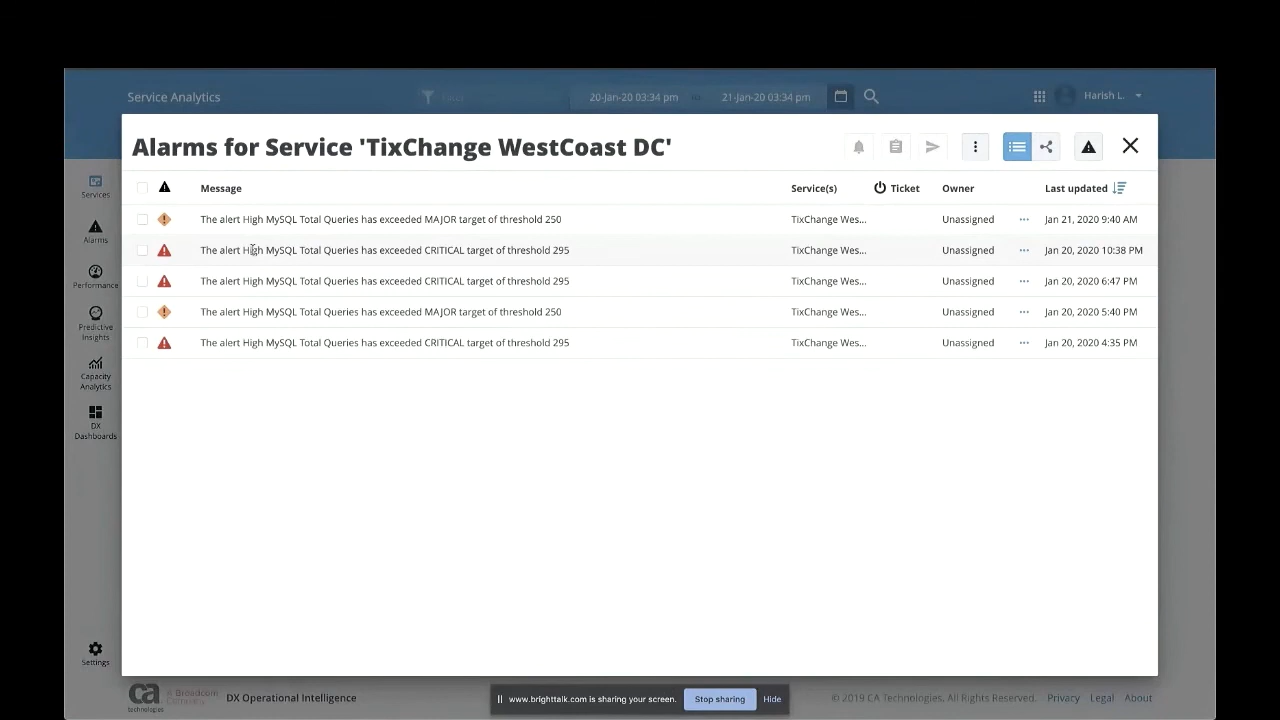 Service Analytics
20-Jan-20 03:34 pm
21-Jan-20 03:34 pm
Harish L.
Alarms for Service 'TixChange WestCoast DC'
Message Service(s) Ticket Owner Last updated
The alert High MySQL Total Queries has exceeded MAJOR target of threshold 250 TixChange Wes... Unassigned ... Jan 21, 2020 9:40 AM
The alert High MySQL Total Queries has exceeded CRITICAL target of threshold 295 TixChange Wes... Unassigned ... Jan 20, 2020 10:38 PM
The alert High MySQL Total Queries has exceeded CRITICAL target of threshold 295 TixChange Wes... Unassigned ... Jan 20, 2020 6:47 PM
The alert High MySQL Total Queries has exceeded MAJOR target of threshold 250 TixChange Wes... Unassigned ... Jan 20, 2020 5:40 PM
The alert High MySQL Total Queries has exceeded CRITICAL target of threshold 295 TixChange Wes... Unassigned ... Jan 20, 2020 4:35 PM
Services
Alarms
Performance
Predictive
Insights
Capacity
Analytics
DX
Dashboards
Settings
ca
technologies
A Broadcom
Company
DX Operational Intelligence
www.brighttalk.com is sharing your screen.
Stop sharing
Hide
© 2019 CA Technologies. All Rights Reserved.
Privacy
Legal
About